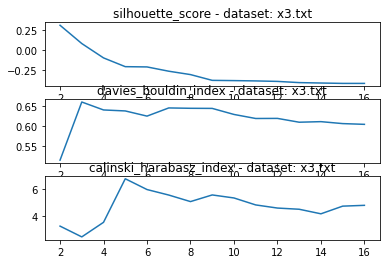 silhouette_score - dataset: x3.txt
0.25
0.00
−0.25
2 4 6 8 10 12 14 16
davies_bouldin_index - dataset: x3.txt
0.65
0.60
0.55
2 4 6 8 10 12 14 16
calinski_harabasz_index - dataset: x3.txt
6
4
2 4 6 8 10 12 14 16